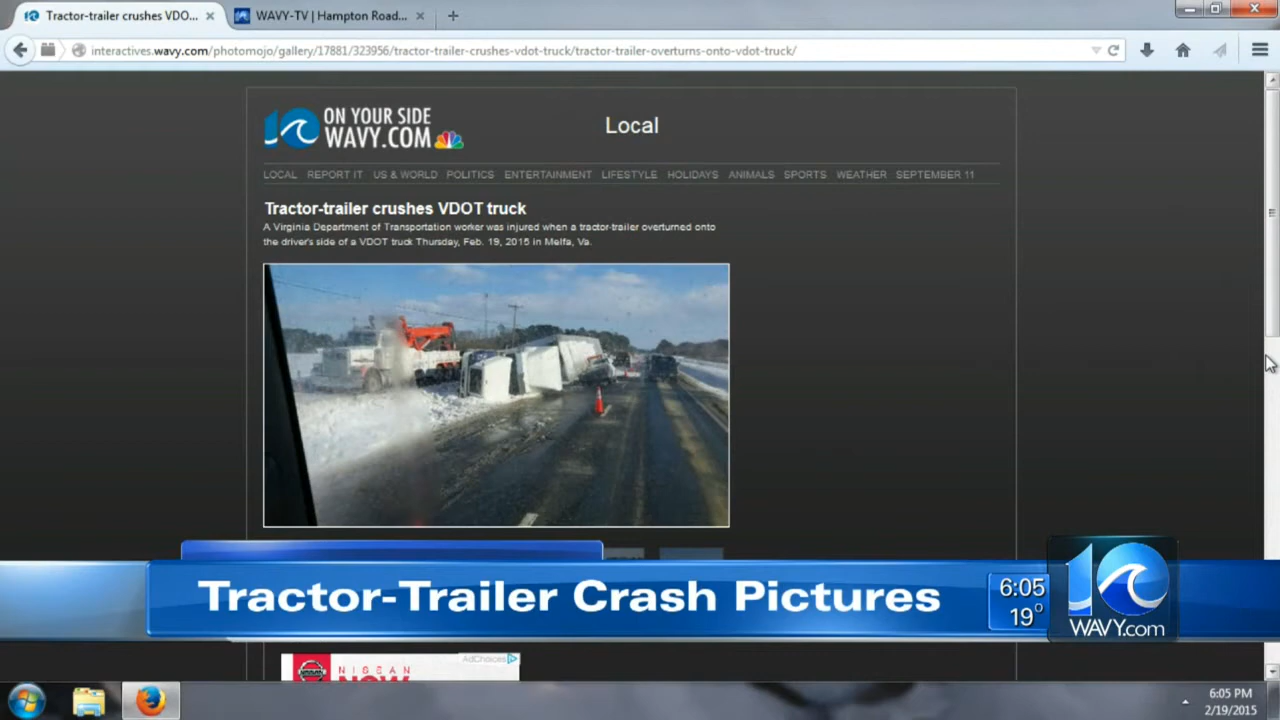 Tractor-trailer crushes VDO...
WAVY-TV | Hampton Road...
interactives.wavy.com/photomojo/gallery/17881/323956/tractor-trailer-crushes-vdot-truck/tractor-trailer-overturns-onto-vdot-truck/
10 ON YOUR SIDE
WAVY.COM
Local
LOCAL REPORT IT US & WORLD POLITICS ENTERTAINMENT LIFESTYLE HOLIDAYS ANIMALS SPORTS WEATHER SEPTEMBER 11
Tractor-trailer crushes VDOT truck
A Virginia Department of Transportation worker was injured when a tractor-trailer overturned onto
the driver's side of a VDOT truck Thursday, Feb. 19, 2015 in Melfa, Va.
Tractor-Trailer Crash Pictures
6:05
19°
10
WAVY.com
AdChoices
NISSAN
NOW
6:05 PM
2/19/2015